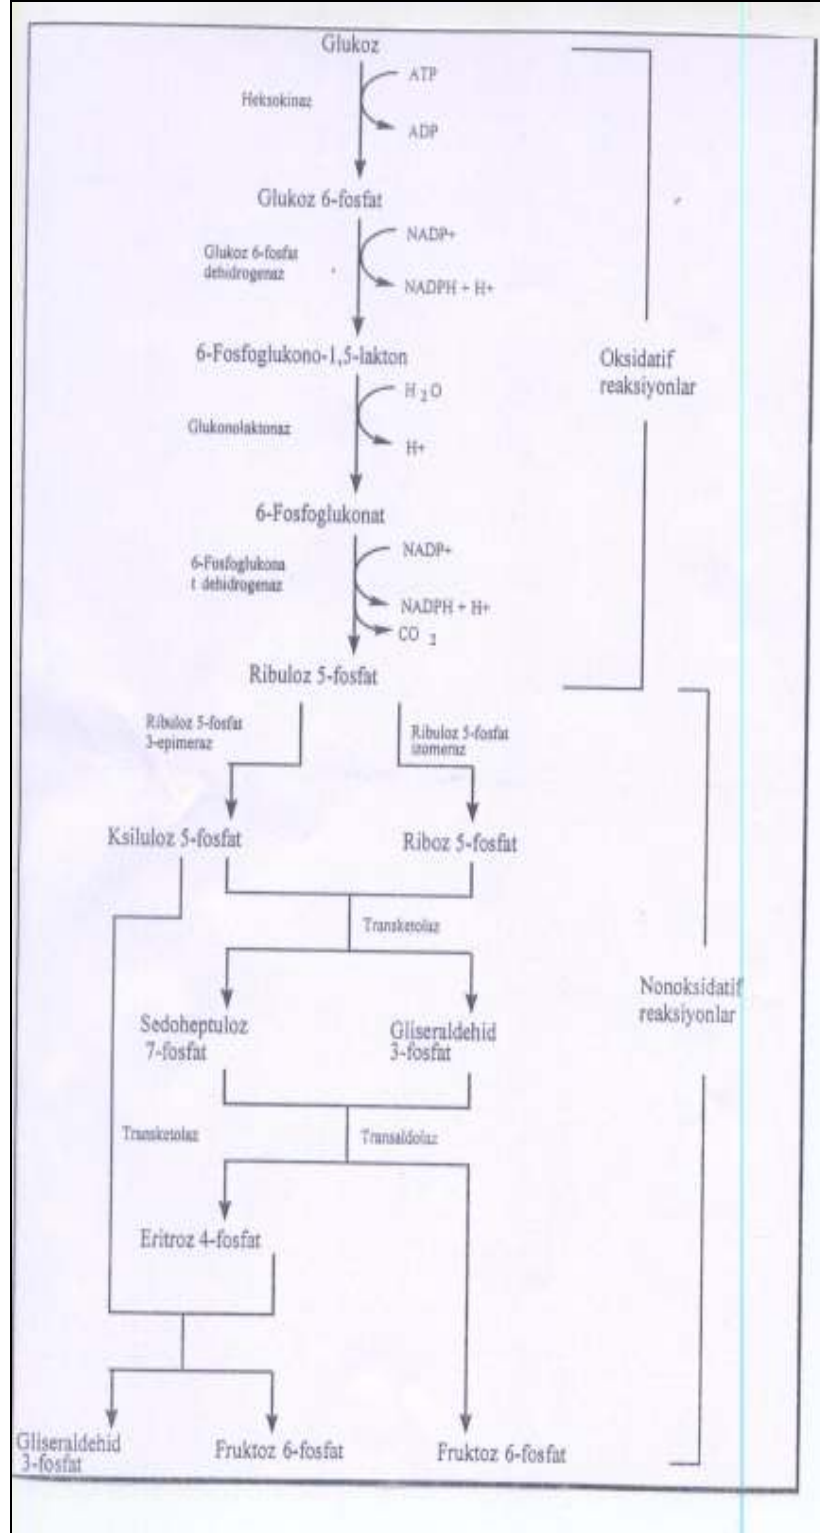 Glukoz
ATP
Heksokinaz
ADP
Glukoz 6-fosfat
NADP+
Glukoz 6-fosfat
dehidrogenaz
NADPH + H+
6-Fosfoglukono-1,5-lakton
Oksidatif
reaksiyonlar
H2O
Glukonolaktonaz
H+
6-Fosfoglukonat
NADP+
6-Fosfoglukona
t dehidrogenaz
NADPH + H+
CO2
Ribuloz 5-fosfat
Ribuloz 5-fosfat
3-epimeraz
Ribuloz 5-fosfat
izomeraz
Ksiluloz 5-fosfat
Riboz 5-fosfat
Transketolaz
Nonoksidatif
reaksiyonlar
Sedoheptuloz
7-fosfat
Gliseraldehid
3-fosfat
Transketolaz
Transaldolaz
Eritroz 4-fosfat
Gliseraldehid
3-fosfat
Fruktoz 6-fosfat
Fruktoz 6-fosfat